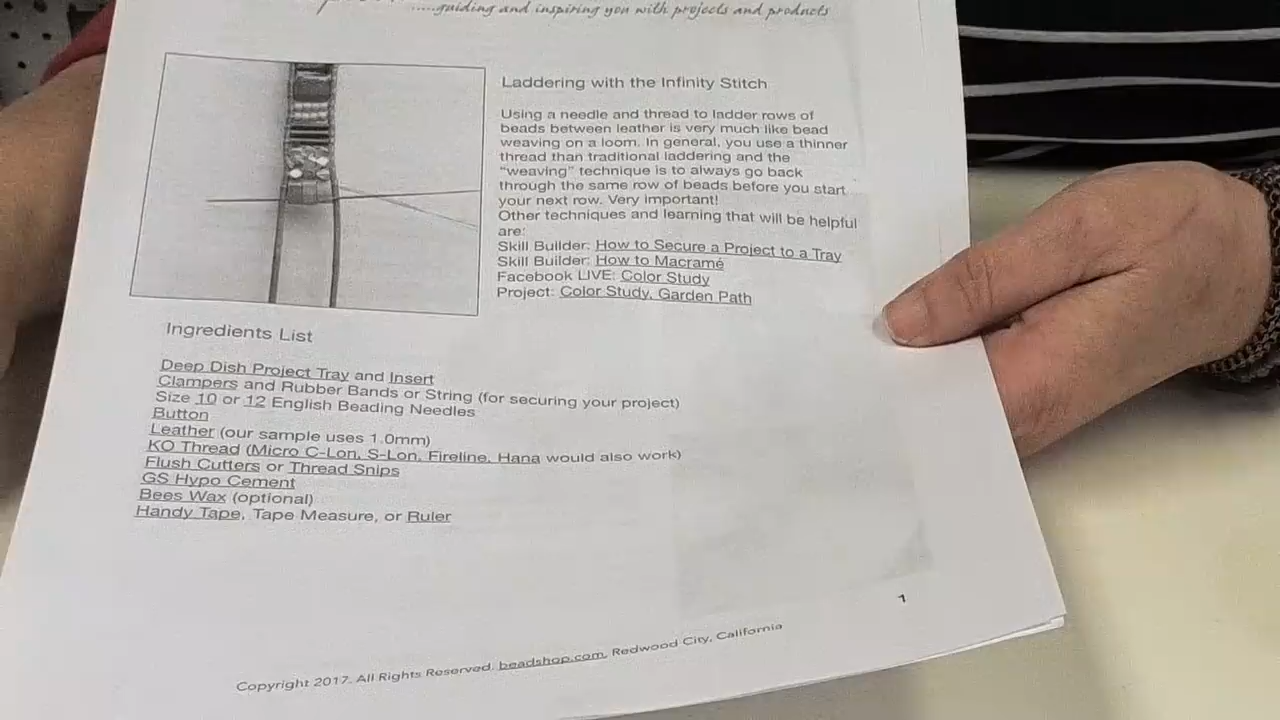 .....guiding and inspiring you with projects and products
Laddering with the Infinity Stitch
Using a needle and thread to ladder rows of
beads between leather is very much like bead
weaving on a loom. In general, you use a thinner
thread than traditional laddering and the
"weaving" technique is to always go back
through the same row of beads before you start
your next row. Very important!
Other techniques and learning that will be helpful
are:
Skill Builder: How to Secure a Project to a Tray
Skill Builder: How to Macramé
Facebook LIVE: Color Study
Project: Color Study, Garden Path
Ingredients List
Deep Dish Project Tray and Insert
Clampers and Rubber Bands or String (for securing your project)
Size 10 or 12 English Beading Needles
Button
Leather (our sample uses 1.0mm)
KO Thread (Micro C-Lon, S-Lon, Fireline, Hana would also work)
Flush Cutters or Thread Snips
GS Hypo Cement
Bees Wax (optional)
Handy Tape, Tape Measure, or Ruler
1
Copyright 2017. All Rights Reserved. beadshop.com, Redwood City, California